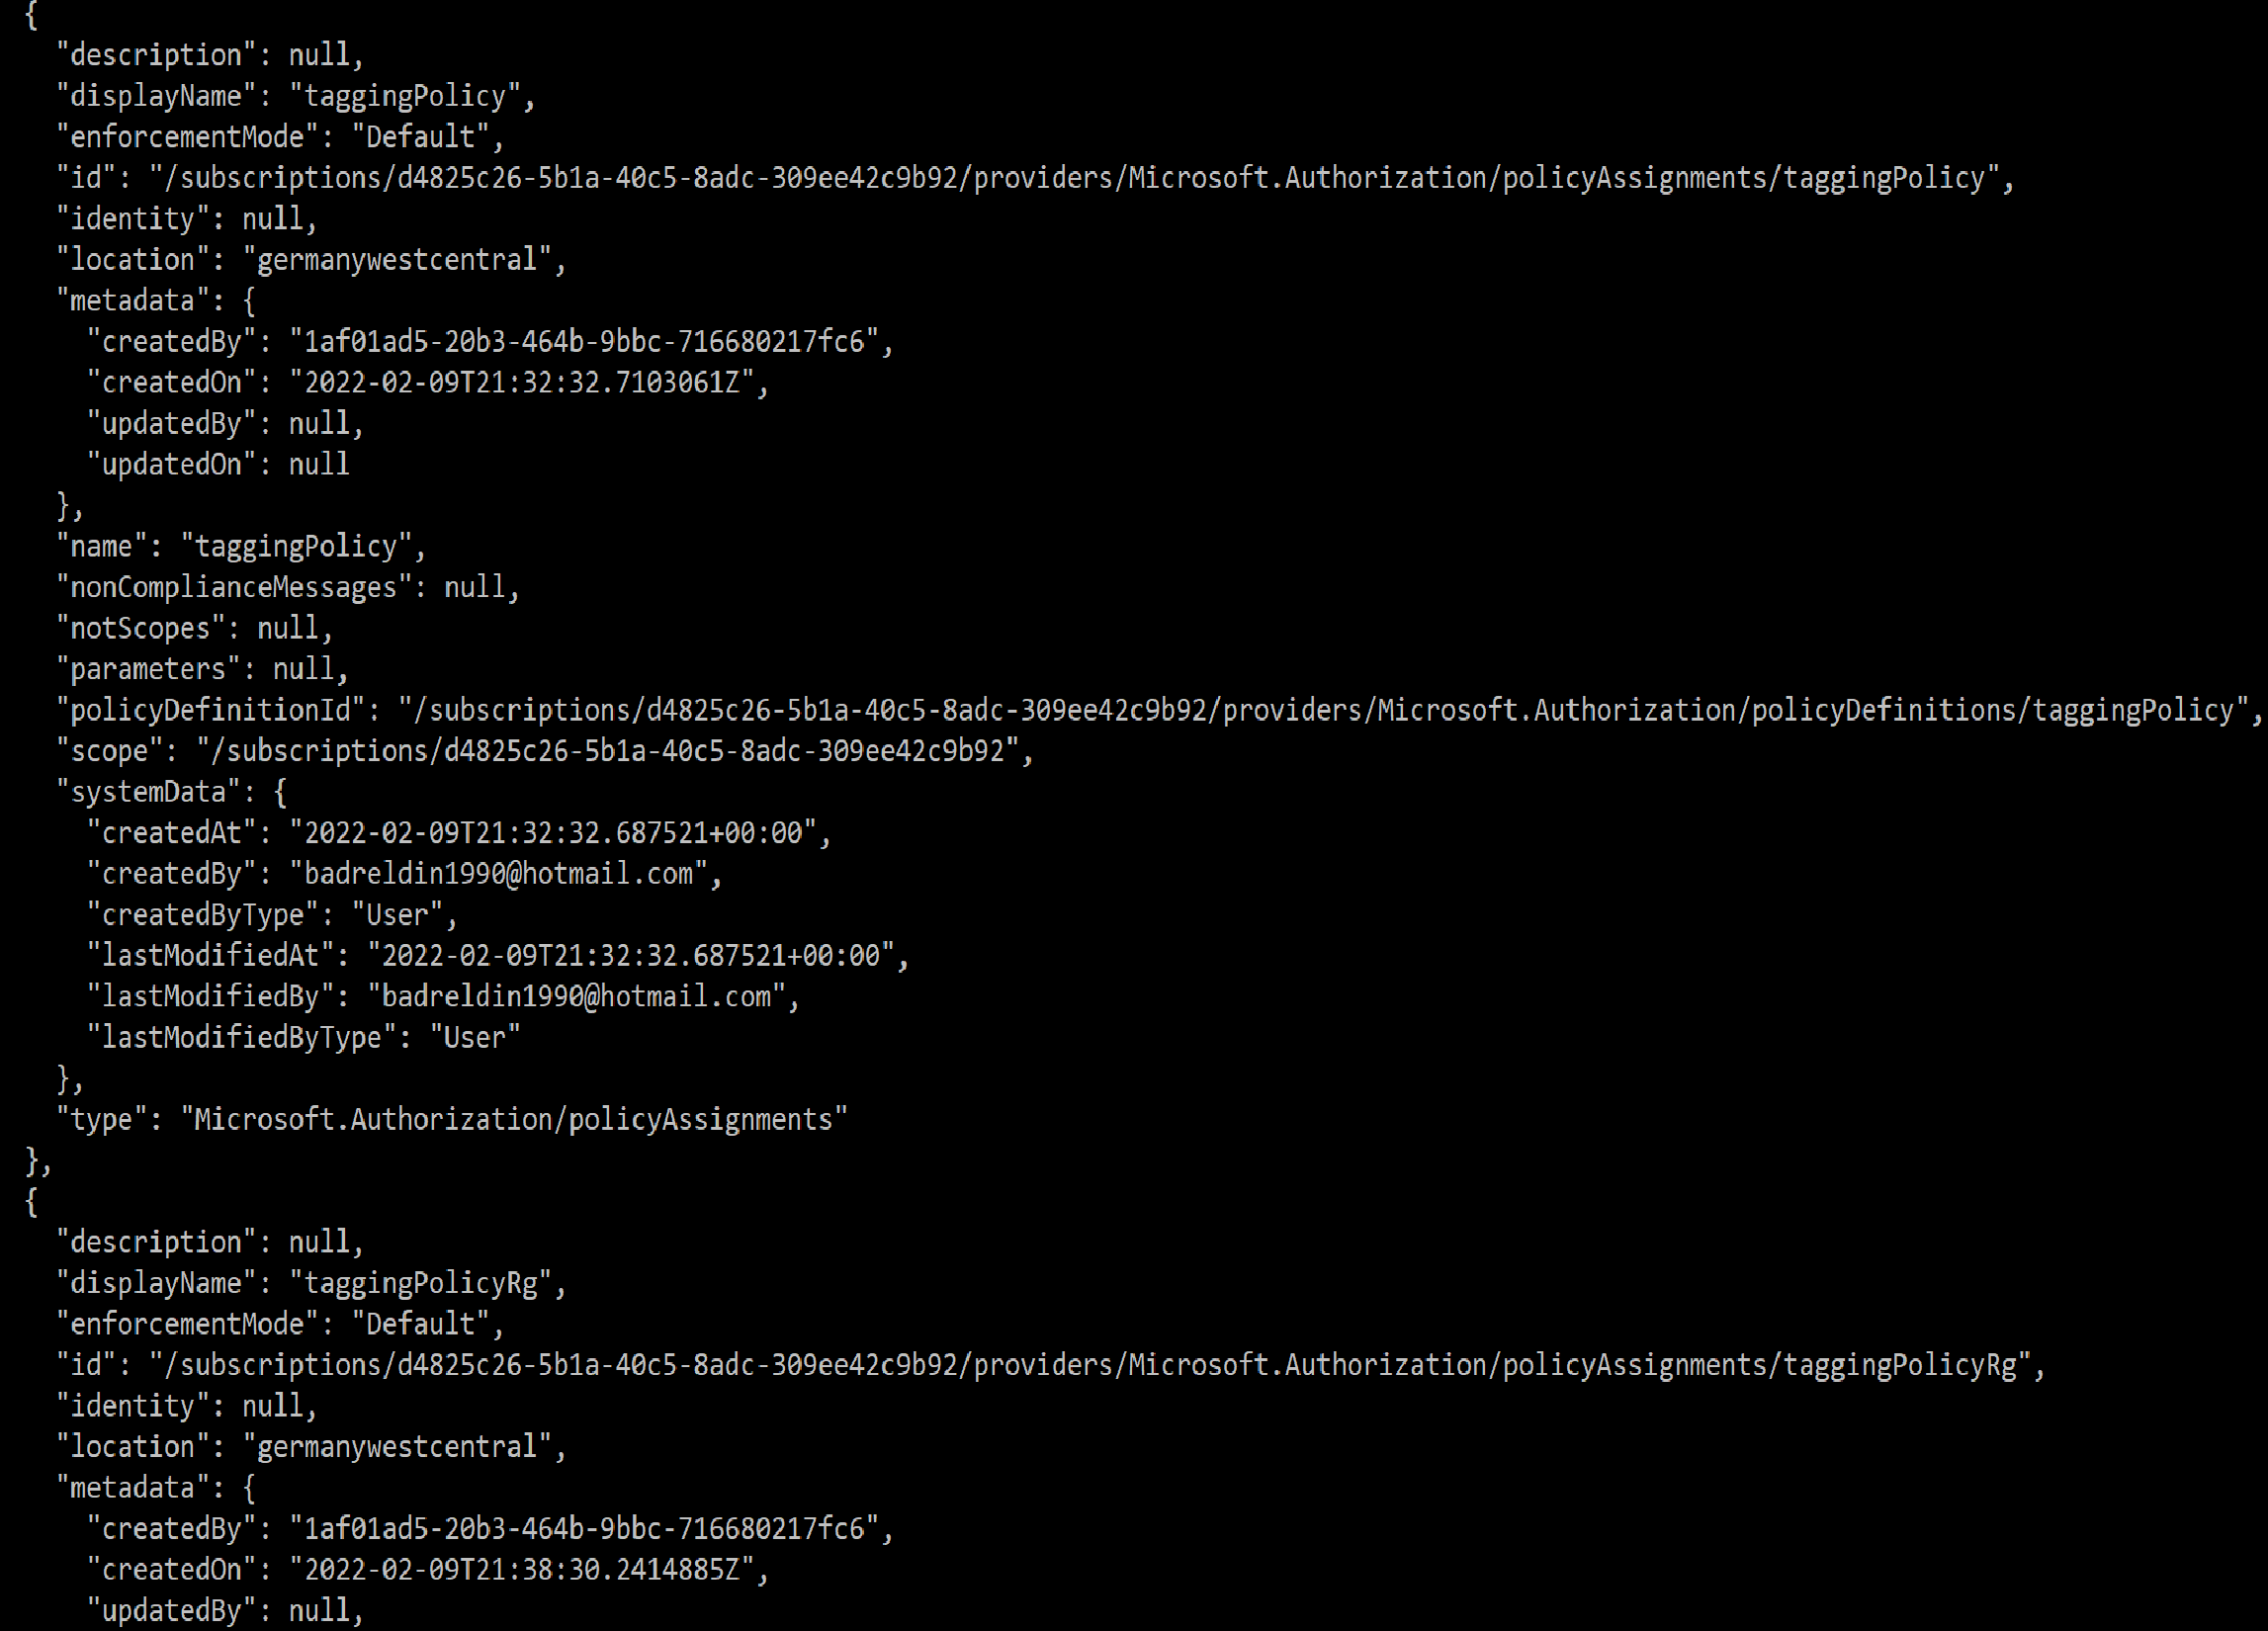 {
"description": null,
"displayName": "taggingPolicy",
"enforcementMode": "Default",
"id": "/subscriptions/d4825c26-5b1a-40c5-8adc-309ee42c9b92/providers/Microsoft.Authorization/policyAssignments/taggingPolicy",
"identity": null,
"location": "germanywestcentral",
"metadata": {
"createdBy": "1af01ad5-20b3-464b-9bbc-716680217fc6",
"createdOn": "2022-02-09T21:32:32.7103061Z",
"updatedBy": null,
"updatedOn": null
},
"name": "taggingPolicy",
"nonComplianceMessages": null,
"notScopes": null,
"parameters": null,
"policyDefinitionId": "/subscriptions/d4825c26-5b1a-40c5-8adc-309ee42c9b92/providers/Microsoft.Authorization/policyDefinitions/taggingPolicy",
"scope": "/subscriptions/d4825c26-5b1a-40c5-8adc-309ee42c9b92",
"systemData": {
"createdAt": "2022-02-09T21:32:32.687521+00:00",
"createdBy": "badreldin1990@hotmail.com",
"createdByType": "User",
"lastModifiedAt": "2022-02-09T21:32:32.687521+00:00",
"lastModifiedBy": "badreldin1990@hotmail.com",
"lastModifiedByType": "User"
},
"type": "Microsoft.Authorization/policyAssignments"
},
{
"description": null,
"displayName": "taggingPolicyRg",
"enforcementMode": "Default",
"id": "/subscriptions/d4825c26-5b1a-40c5-8adc-309ee42c9b92/providers/Microsoft.Authorization/policyAssignments/taggingPolicyRg",
"identity": null,
"location": "germanywestcentral",
"metadata": {
"createdBy": "1af01ad5-20b3-464b-9bbc-716680217fc6",
"createdOn": "2022-02-09T21:38:30.2414885Z",
"updatedBy": null,